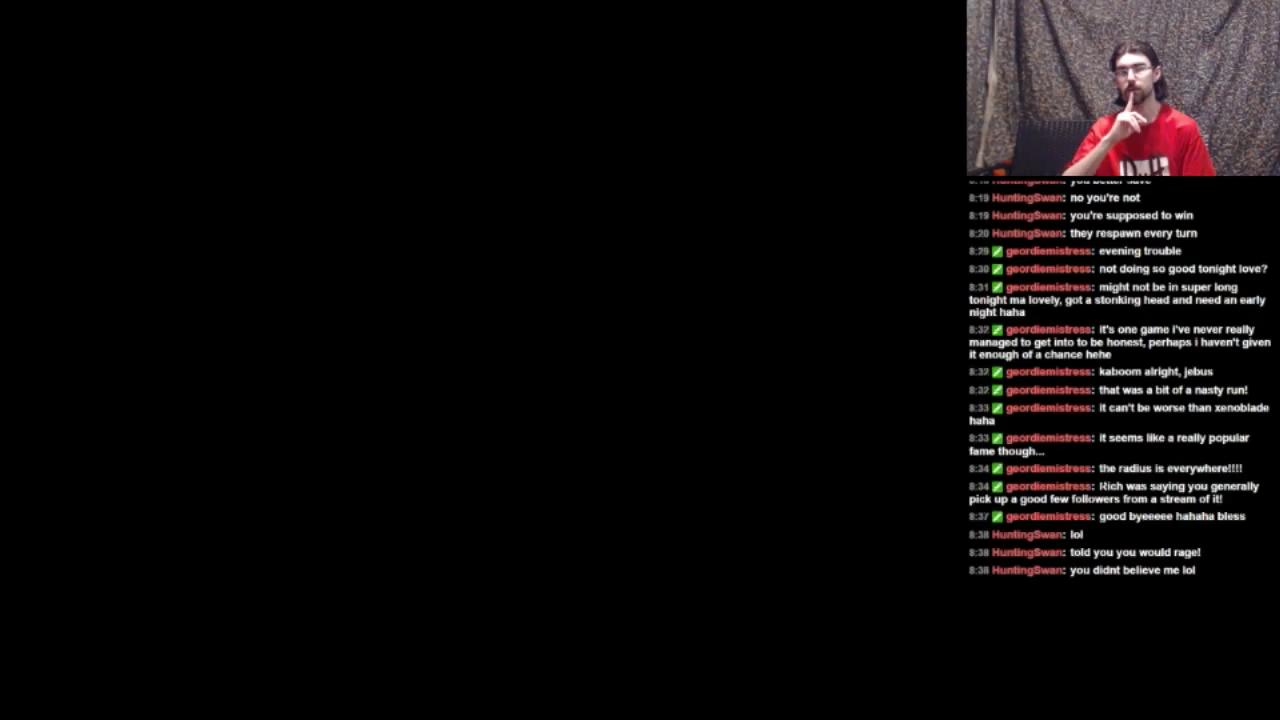 HuntingSwan: you better save
8:19 HuntingSwan: no you're not
8:19 HuntingSwan: you're supposed to win
8:20 HuntingSwan: they respawn every turn
8:29 geordiemistress: evening trouble
8:30 geordiemistress: not doing so good tonight love?
8:31 geordiemistress: might not be in super long
tonight ma lovely, got a stonking head and need an early
night haha
8:32 geordiemistress: it's one game i've never really
managed to get into to be honest, perhaps i haven't given
it enough of a chance hehe
8:32 geordiemistress: kaboom alright, jebus
8:32 geordiemistress: that was a bit of a nasty run!
8:33 geordiemistress: it can't be worse than xenoblade
haha
8:33 geordiemistress: it seems like a really popular
fame though...
8:34 geordiemistress: the radius is everywhere!!!!
8:34 geordiemistress: Rich was saying you generally
pick up a good few followers from a stream of it!
8:37 geordiemistress: good byeeeee hahaha bless
8:38 HuntingSwan: lol
8:38 HuntingSwan: told you you would rage!
8:38 HuntingSwan: you didnt believe me lol